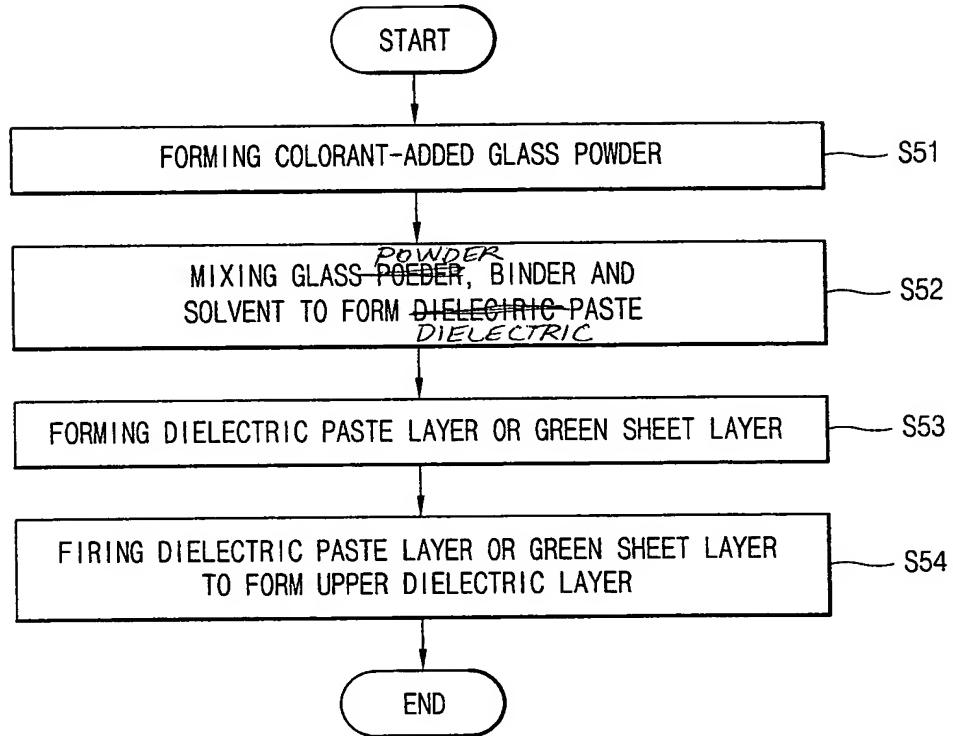 START
FORMING COLORANT-ADDED GLASS POWDER
S51
POWDER
MIXING GLASS POEDER, BINDER AND
SOLVENT TO FORM DIELECIRIC PASTE
DIELECTRIC
S52
FORMING DIELECTRIC PASTE LAYER OR GREEN SHEET LAYER
S53
FIRING DIELECTRIC PASTE LAYER OR GREEN SHEET LAYER
TO FORM UPPER DIELECTRIC LAYER
S54
END